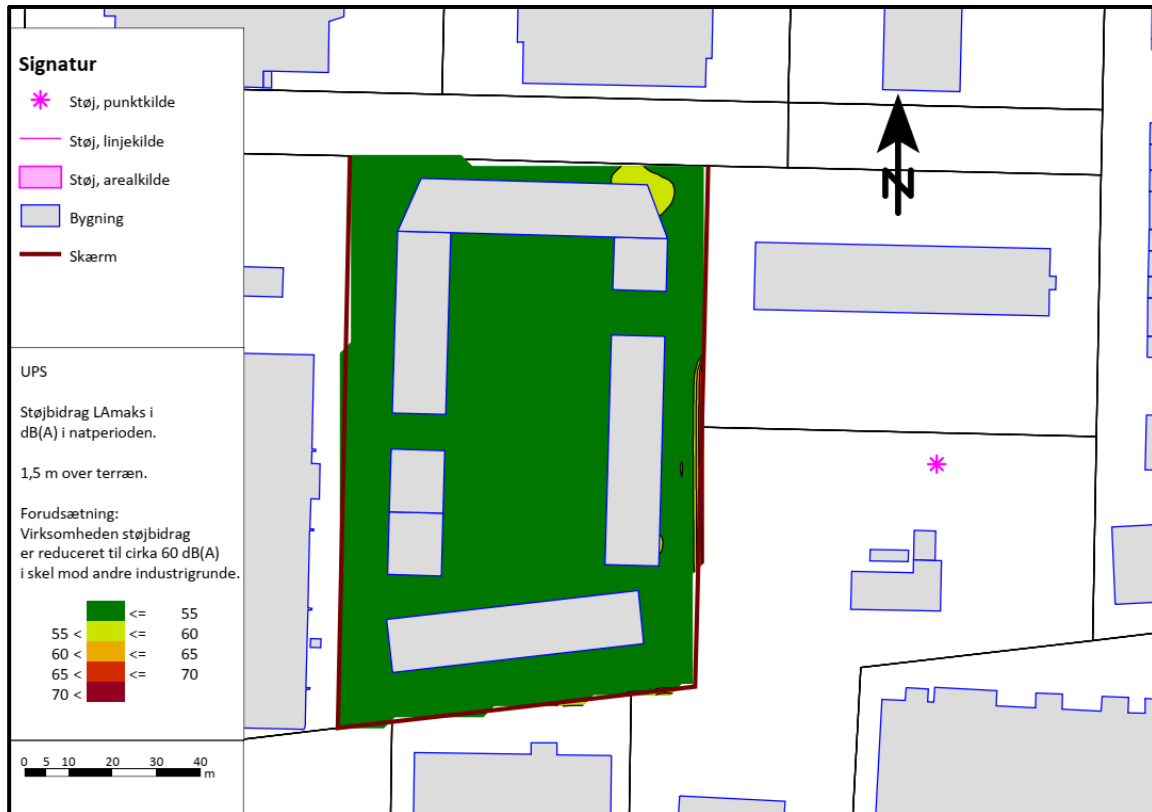 Signatur
Støj, punktkilde
Støj, linjekilde
Støj, arealkilde
Bygning
Skærm
UPS
Støjbidrag LAmaks i
dB(A) i natperioden.
1,5 m over terræn.
Forudsætning:
Virksomheden støjbidrag
er reduceret til cirka 60 dB(A)
i skel mod andre industrigrunde.
<= 55
55 < <= 60
60 < <= 65
65 < <= 70
70 <
0 5 10 20 30 40
m
N